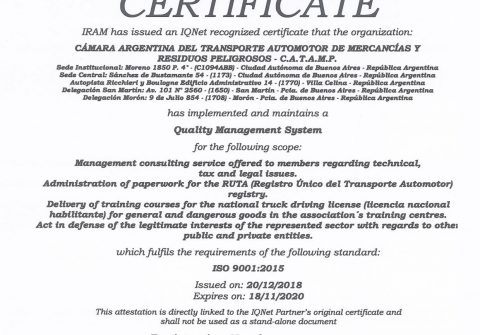 CERTIFICATE
IRAM has issued an IQNet recognized certificate that the organization:
CÁMARA ARGENTINA DEL TRANSPORTE AUTOMOTOR DE MERCANCÍAS Y
RESIDUOS PELIGROSOS - C.A.T.A.M.P.
Sede Institucional: Moreno 1850 P. 4° - (C1094ABB) - Ciudad Autónoma de Buenos Aires - República Argentina
Sede Central: Sánchez de Bustamante 54 - (1173) - Ciudad Autónoma de Buenos Aires - República Argentina
Autopista Ricchieri y Boulogne Edificio Administrativo 14 - (1770) - Villa Celina - República Argentina
Delegación San Martín: Av. 101 N° 2560 - (1650) - San Martín - Pcia. de Buenos Aires - República Argentina
Delegación Morón: 9 de Julio 854 - (1708) - Morón - Pcia. de Buenos Aires - República Argentina
has implemented and maintains a
Quality Management System
for the following scope:
Management consulting service offered to members regarding technical,
tax and legal issues.
Administration of paperwork for the RUTA (Registro Único del Transporte Automotor)
registry.
Delivery of training courses for the national truck driving license (licencia nacional
habilitante) for general and dangerous goods in the association´s training centres.
Act in defense of the legitimate interests of the represented sector with regards to other
public and private entities.
which fulfils the requirements of the following standard:
ISO 9001:2015
Issued on: 20/12/2018
Expires on: 18/11/2020
This attestation is directly linked to the IQNet Partner's original certificate and
shall not be used as a stand-alone document